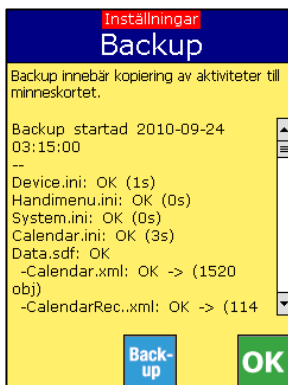 Inställningar
Backup
Backup innebär kopiering av aktiviteter till
minneskortet.
Backup startad 2010-09-24
03:15:00
--
Device.ini: OK (1s)
Handimenu.ini: OK (0s)
System.ini: OK (0s)
Calendar.ini: OK (3s)
Data.sdf: OK
-Calendar.xml: OK -> (1520
obj)
-CalendarRec..xml: OK -> (114
Back-
up
OK